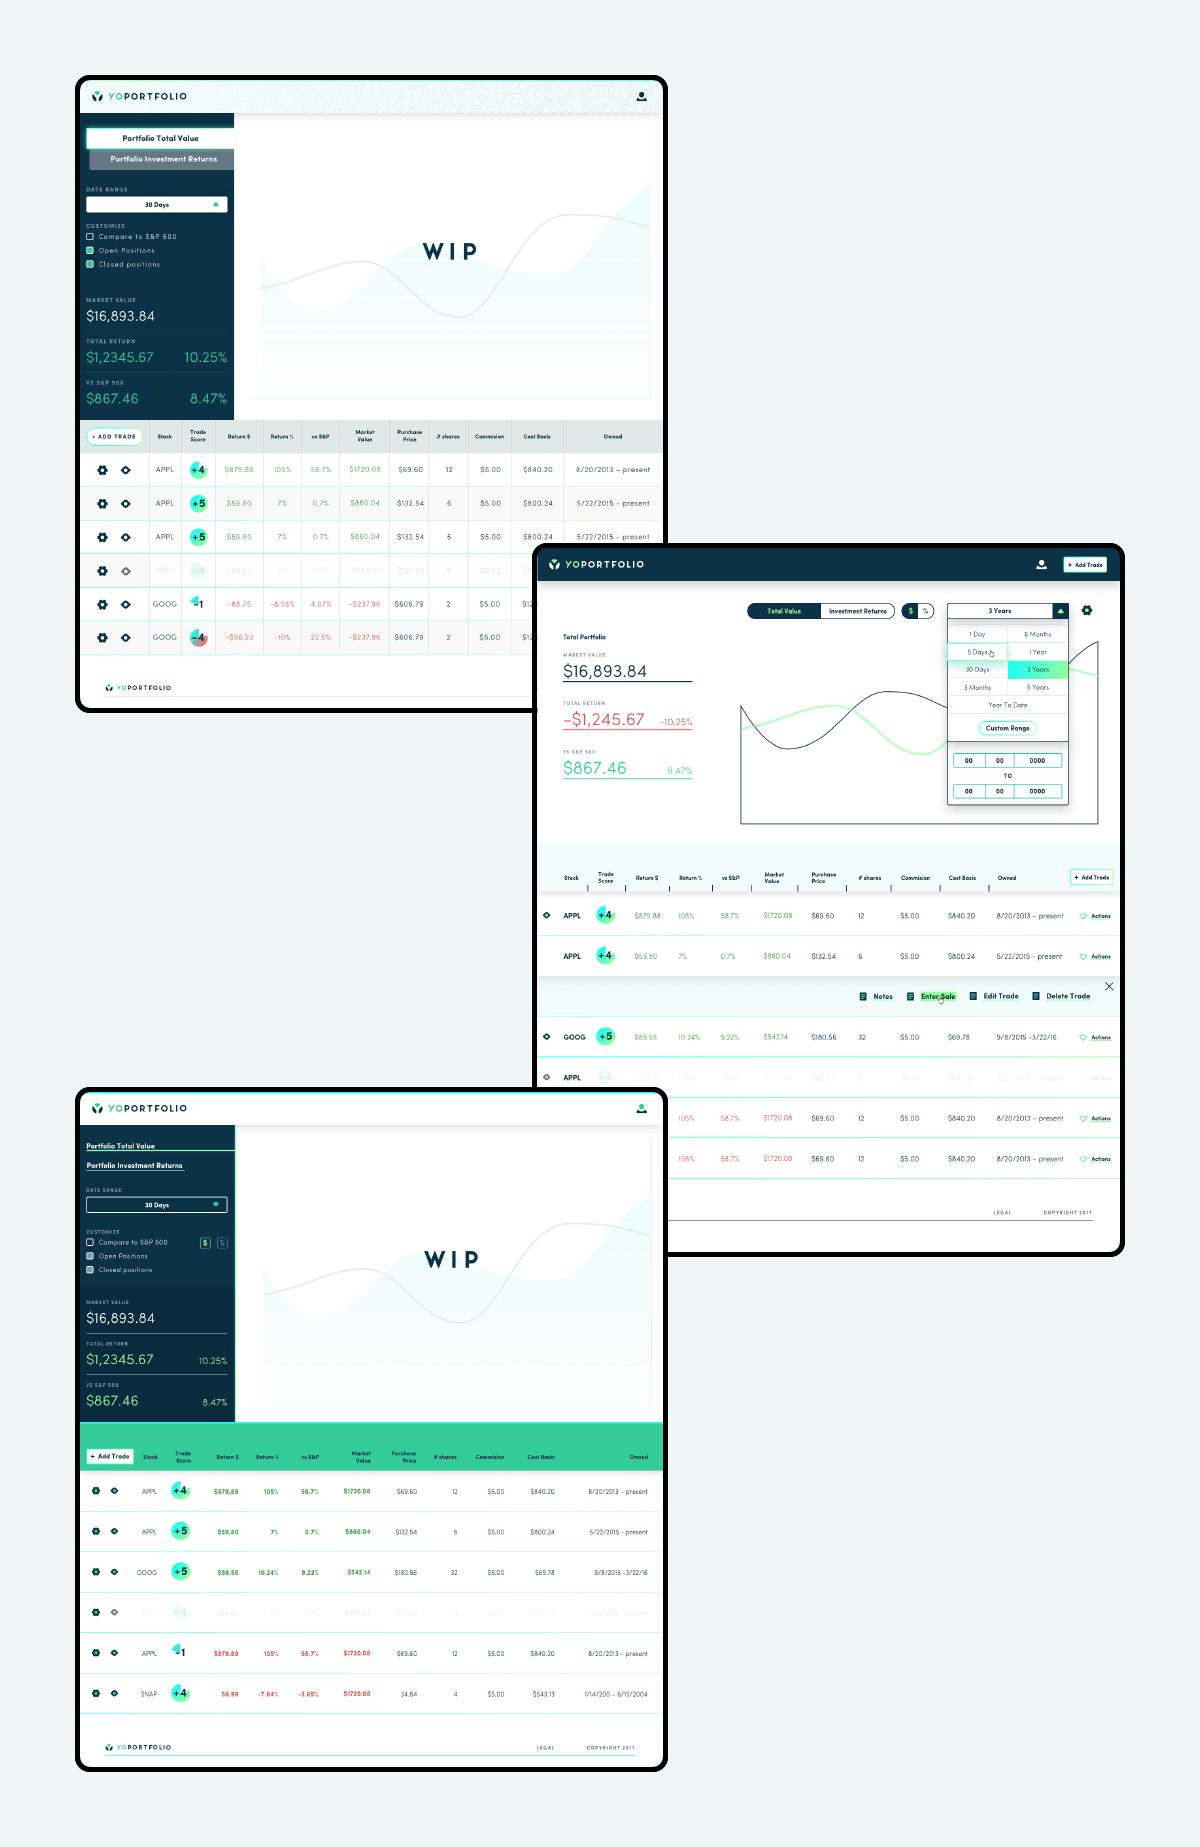 YOPORTFOLIO
Portfolio Total Value
Portfolio Investment Returns
DATE RANGE
30 Days
CUSTOMIZE
Compare to S&P 500
Open Positions
Closed positions
MARKET VALUE
$16,893.84
TOTAL RETURN
$1,2345.67 10.25%
VS S&P 500
$867.46 8.47%
WIP
+ ADD TRADE Stock Trade Score Return $ Return % vs S&P Market Value Purchase Price # shares Commision Cost Basis Owned
APPL +4 $879.88 105% 58.7% $1720.08 $69.60 12 $5.00 $840.20 8/20/2013 – present
APPL +5 $59.80 7% 0.7% $860.04 $132.54 6 $5.00 $800.24 5/22/2015 - present
APPL +5 $59.80 7% 0.7% $860.04 $132.54 6 $5.00 $800.24 5/22/2015 - present
APPL +4 $59.80 7% 0.7% $860.04 $132.54 6 $5.00
GOOG -1 -88.75 -8.56% 4.07% -$237.96 $606.79 2 $5.00 $12
GOOG -4 -$96.23 -10% 22.6% -$237.96 $606.79 2 $5.00 $12
YOPORTFOLIO
YOPORTFOLIO
+ Add Trade
Total Value Investment Returns $ % 3 Years
1 Day 6 Months
5 Days 1 Year
30 Days 3 Years
3 Months 5 Years
Year To Date
Custom Range
00 00 0000
TO
00 00 0000
Total Portfolio
MARKET VALUE
$16,893.84
TOTAL RETURN
-$1,245.67 -10.25%
VS S&P 500
$867.46 8.47%
Stock Trade Score Return $ Return % vs S&P Market Value Purchase Price # shares Commision Cost Basis Owned + Add Trade
APPL +4 $879.88 105% 58.7% $1720.08 $69.60 12 $5.00 $840.20 8/20/2013 – present Actions
APPL +4 $59.80 7% 0.7% $860.04 $132.54 6 $5.00 $800.24 5/22/2015 - present Actions
Notes Enter Sale Edit Trade Delete Trade
GOOG +5 $89.55 10.24% 9.22% $542.14 $180.56 32 $5.00 $69.78 9/8/2015 -3/22/16 Actions
APPL +4 105% $1720.08 $69.60 12 $5.00 $840.20 8/20/2013 – present Actions
105% 58.7% $1720.08 $69.60 12 $5.00 $840.20 8/20/2013 – present Actions
105% 58.7% $1720.08 $69.60 12 $5.00 $840.20 8/20/2013 – present Actions
LEGAL COPYRIGHT 2017
YOPORTFOLIO
Portfolio Total Value
Portfolio Investment Returns
DATE RANGE
30 Days
CUSTOMIZE
Compare to S&P 500 $ %
Open Positions
Closed positions
MARKET VALUE
$16,893.84
TOTAL RETURN
$1,2345.67 10.25%
VS S&P 500
$867.46 8.47%
WIP
+ Add Trade Stock Trade Score Return $ Return % vs S&P Market Value Purchase Price # shares Commision Cost Basis Owned
APPL +4 $879.88 105% 58.7% $1720.08 $69.60 12 $5.00 $840.20 8/20/2013 – present
APPL +5 $59.80 7% 0.7% $860.04 $132.54 6 $5.00 $800.24 5/22/2015 - present
GOOG +5 $89.55 10.24% 9.22% $542.14 $180.56 32 $5.00 $69.78 9/8/2015 -3/22/16
APPL +4 7% 0.7% $860.04 $132.54 6 $5.00 $800.24 5/22/2015 - present
APPL -1 $879.88 105% 58.7% $1720.08 $69.60 12 $5.00 $840.20 8/20/2013 – present
SNAP +4 56.99 -7.84% -3.65% $1720.08 34.84 4 $5.00 $543.13 1/14/200 – 6/13/2004
YOPORTFOLIO
LEGAL COPYRIGHT 2017